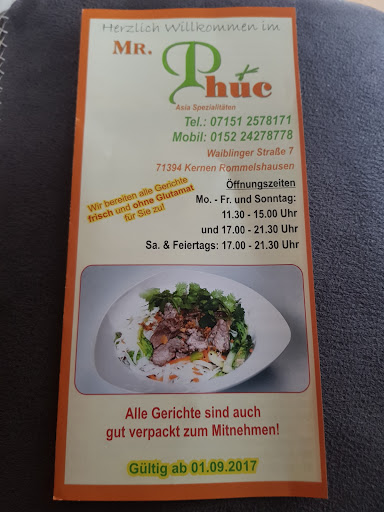 Herzlich Willkommen im
MR. Phúc
Asia Spezialitäten
Tel.: 07151 2578171
Mobil: 0152 24278778
Waiblinger Straße 7
71394 Kernen Rommelshausen
Wir bereiten alle Gerichte
frisch und ohne Glutamat
für Sie zu!
Öffnungszeiten
Mo. - Fr. und Sonntag:
11.30 - 15.00 Uhr
und 17.00 - 21.30 Uhr
Sa. & Feiertags: 17.00 - 21.30 Uhr
Alle Gerichte sind auch
gut verpackt zum Mitnehmen!
Gültig ab 01.09.2017